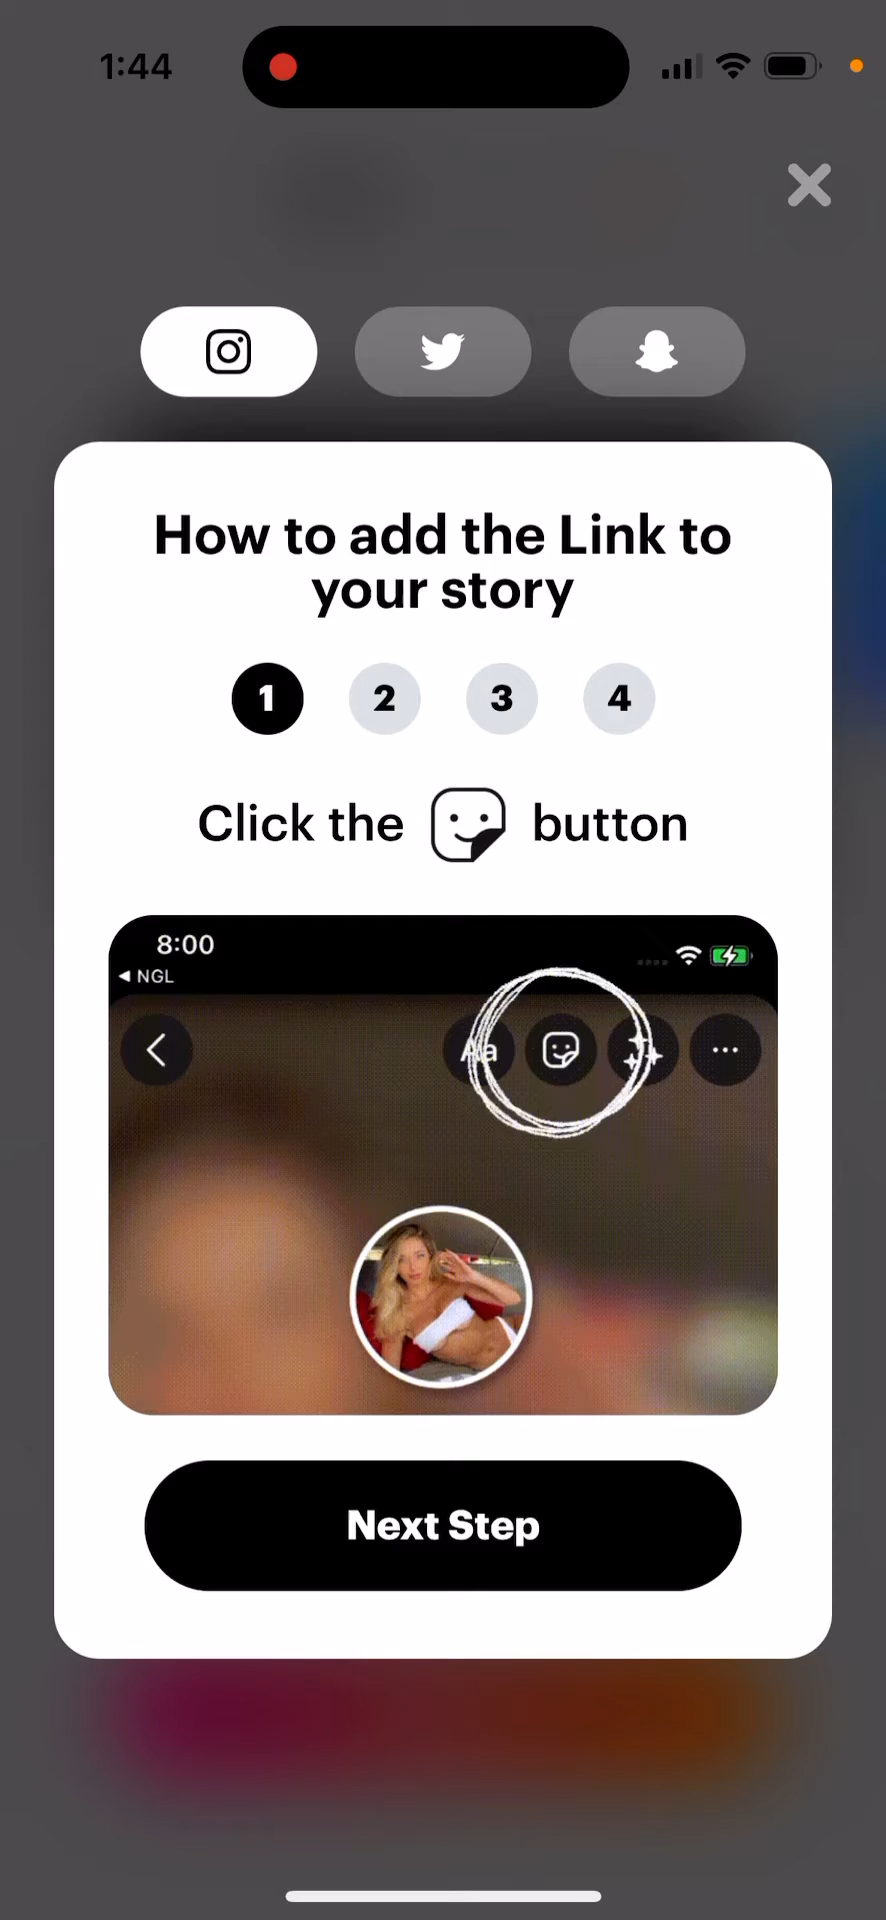 1:44
How to add the Link to
your story
1 2 3 4
Click the button
8:00
◀ NGL
Aa
Next Step